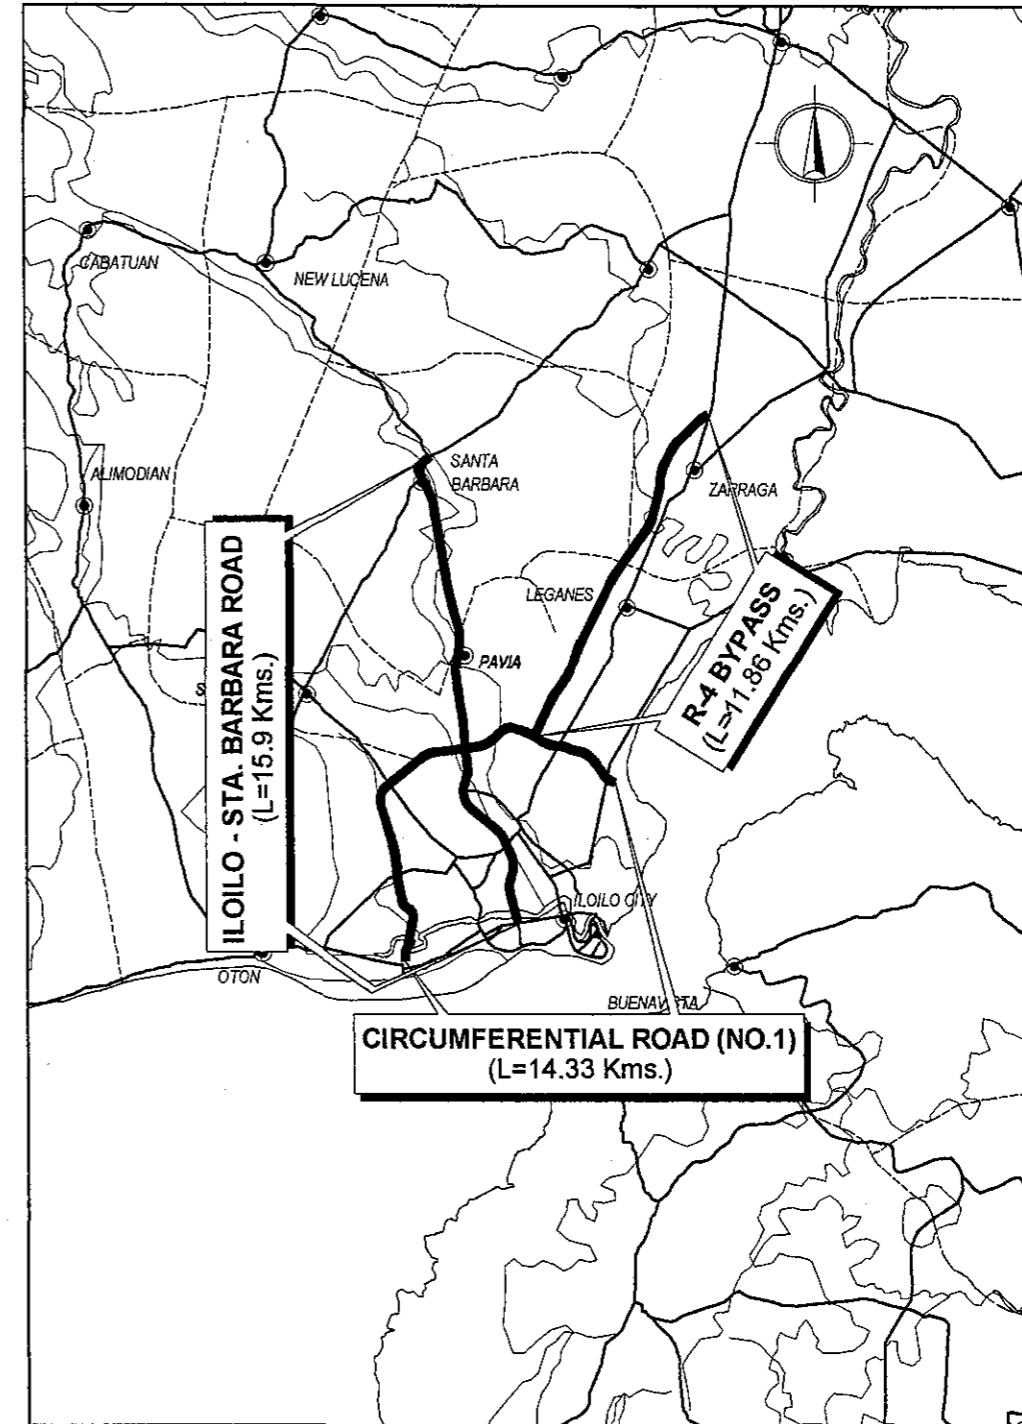 CABATUAN
NEW LUCENA
SANTA
BARBARA
ALIMODIAN
ZARRAGA
LEGANES
PAVIA
ILOILO - STA. BARBARA ROAD
(L=15.9 Kms.)
R-4 BYPASS
(L=11.86 Kms.)
S
ILOILO CITY
OTON
BUENAVISTA
CIRCUMFERENTIAL ROAD (NO.1)
(L=14.33 Kms.)